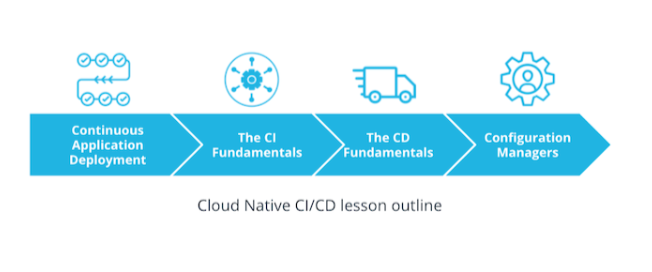 Continuous
Application
Deployment
The CI
Fundamentals
The CD
Fundamentals
Configuration
Managers
Cloud Native CI/CD lesson outline